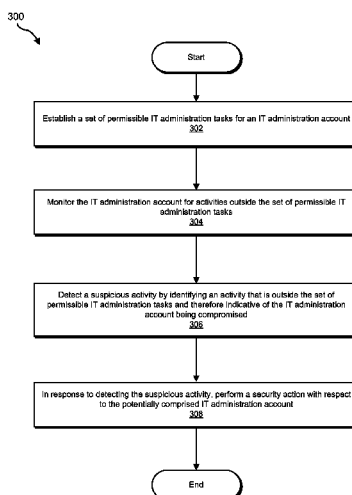 300
Start
Establish a set of permissible IT administration tasks for an IT administration account
302
Monitor the IT administration account for activities outside the set of permissible IT
administration tasks
304
Detect a suspicious activity by identifying an activity that is outside the set of
permissible IT administration tasks and therefore indicative of the IT administration
account being compromised
306
In response to detecting the suspicious activity, perform a security action with respect
to the potentially comprised IT administration account
308
End